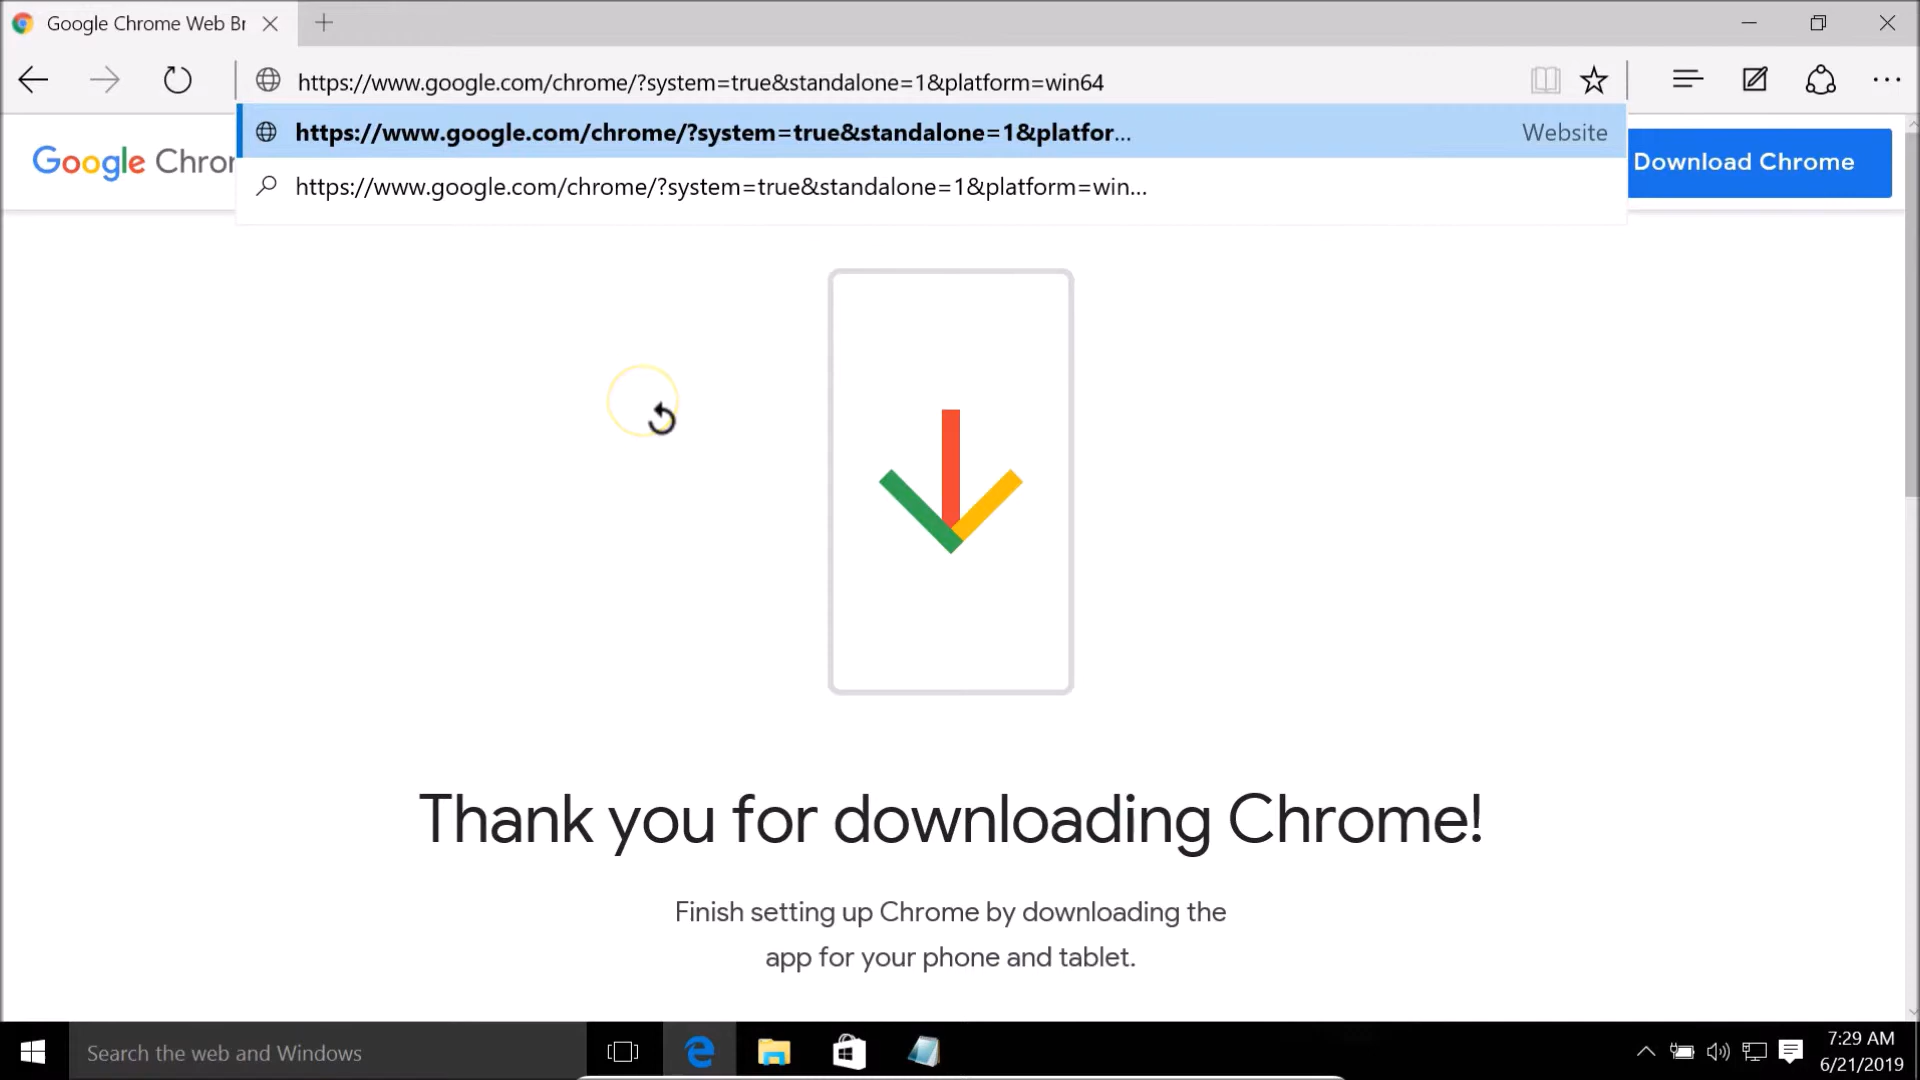 Google Chrome Web Br
https://www.google.com/chrome/?system=true&standalone=1&platform=win64
https://www.google.com/chrome/?system=true&standalone=1&platfor... Website
Google Chro
Download Chrome
https://www.google.com/chrome/?system=true&standalone=1&platform=win...
Thank you for downloading Chrome!
Finish setting up Chrome by downloading the
app for your phone and tablet.
Search the web and Windows
7:29 AM
6/21/2019